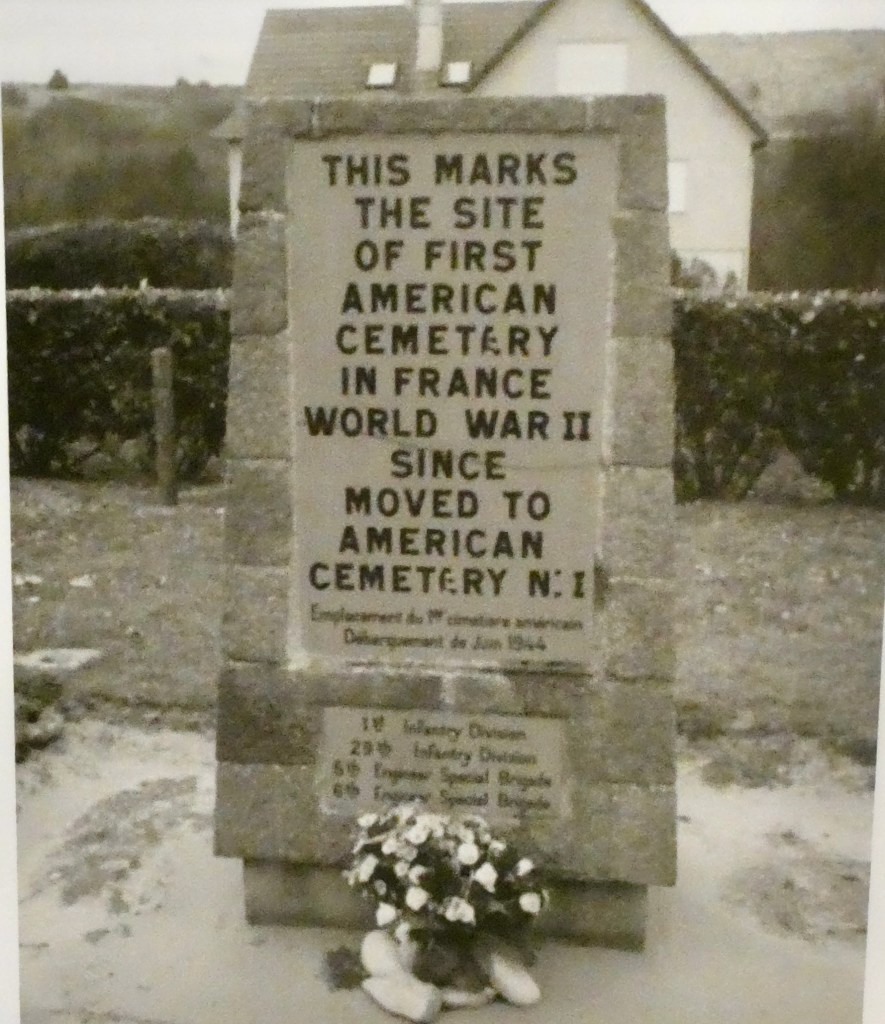 THIS MARKS
THE SITE
OF FIRST
AMERICAN
CEMETERY
IN FRANCE
WORLD WAR II
SINCE
MOVED TO
AMERICAN
CEMETERY N: I
Emplacement du 1er cimetiere americain
Débarquement de Juin 1944
1st Infantry Division
29th Infantry Division
5th Engineer Special Brigade
6th Engineer Special Brigade